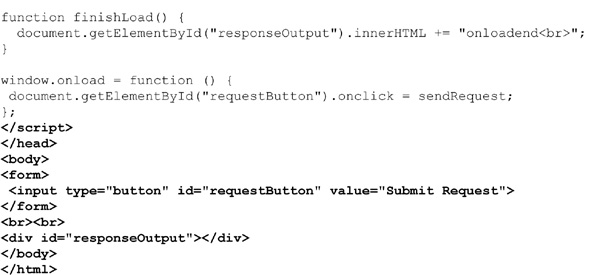 function finishLoad() {
  document.getElementById("responseOutput").innerHTML += "onloadend<br>";
}

window.onload = function () {
 document.getElementById("requestButton").onclick = sendRequest;
};
</script>
</head>
<body>
<form>
 <input type="button" id="requestButton" value="Submit Request">
</form>
<br><br>
<div id="responseOutput"></div>
</body>
</html>